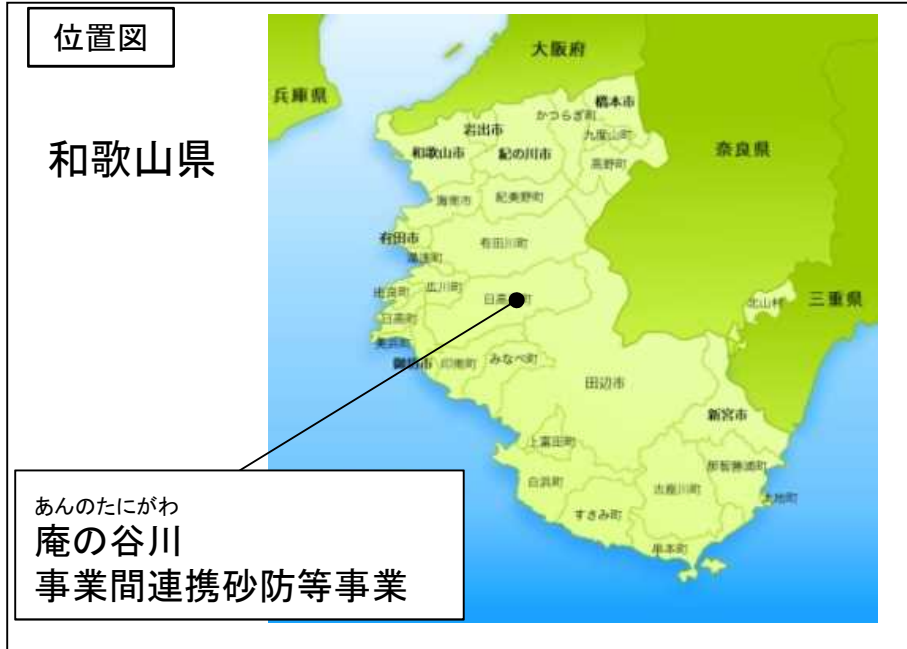 位置図
和歌山県
大阪府
兵庫県
橋本市
かつらぎ町
岩出市
九度山町
和歌山市
紀の川市
高野町
奈良県
海南市
紀美野町
有田市
有田川町
湯浅町
広川町
由良町
北山村
三重県
日高町
美浜町
御坊市
印南町
みなべ町
田辺市
新宮市
上富田町
那智勝浦町
白浜町
古座川町
太地町
すさみ町
串本町
あんのたにがわ
庵の谷川
事業間連携砂防等事業